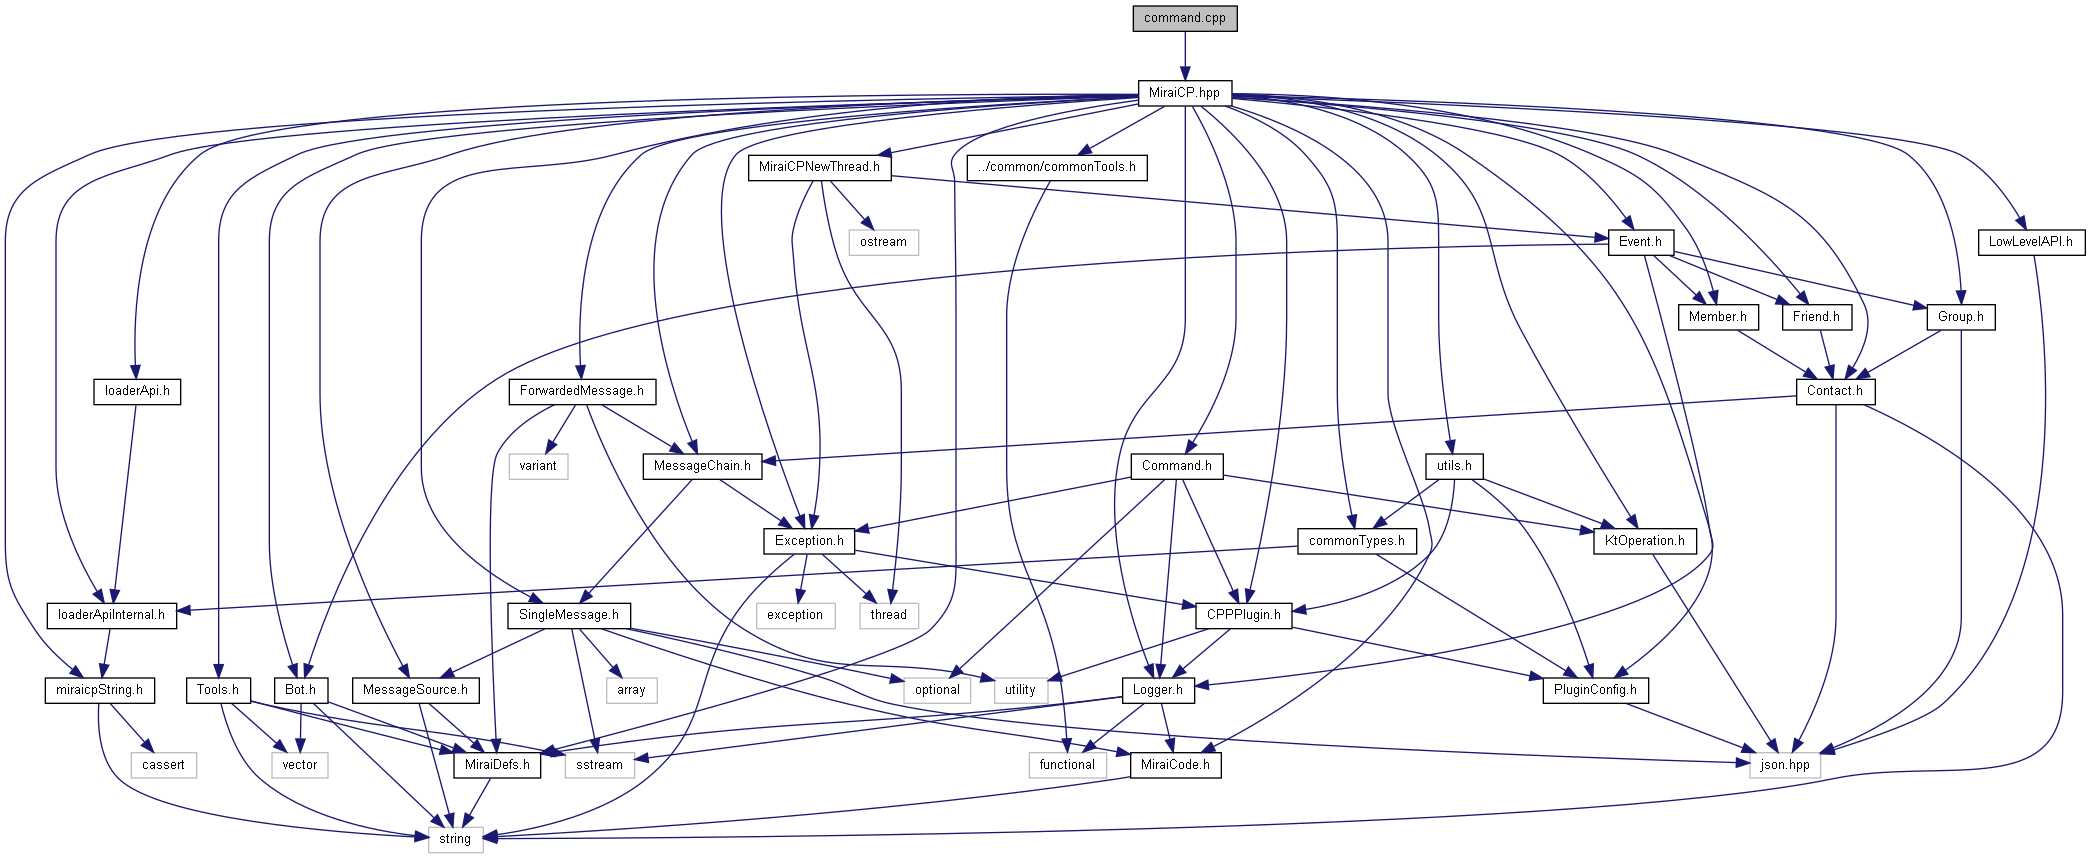 command.cpp
MiraiCP.hpp
MiraiCPNewThread.h
../common/commonTools.h
ostream
Event.h
LowLevelAPI.h
Member.h
Friend.h
Group.h
loaderApi.h
ForwardedMessage.h
Contact.h
variant
MessageChain.h
Command.h
utils.h
Exception.h
commonTypes.h
KtOperation.h
loaderApiInternal.h
SingleMessage.h
exception
thread
CPPPlugin.h
miraicpString.h
Tools.h
Bot.h
MessageSource.h
array
optional
utility
Logger.h
PluginConfig.h
cassert
vector
MiraiDefs.h
sstream
functional
MiraiCode.h
json.hpp
string